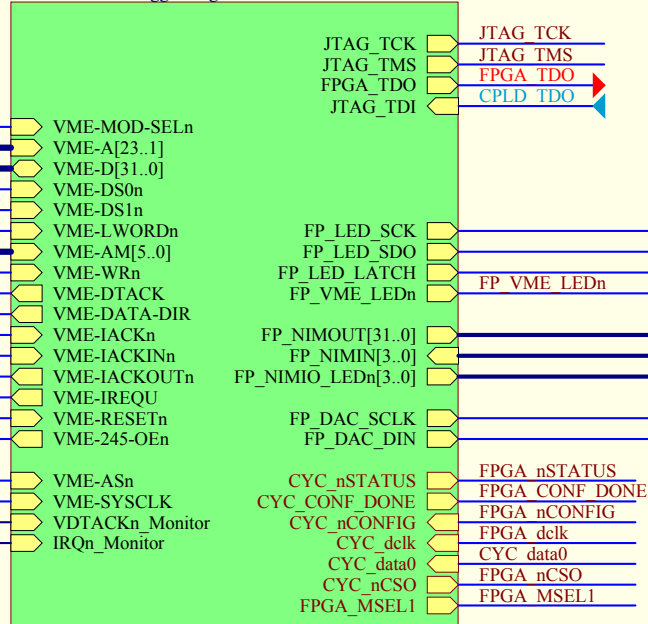 JTAG_TCK JTAG_TCK
JTAG_TMS JTAG_TMS
FPGA_TDO FPGA_TDO
JTAG_TDI CPLD_TDO
VME-MOD-SELn
VME-A[23..1]
VME-D[31..0]
VME-DS0n
VME-DS1n
VME-LWORDn FP_LED_SCK
VME-AM[5..0] FP_LED_SDO
VME-WRn FP_LED_LATCH
VME-DTACK FP_VME_LEDn FP_VME_LEDn
VME-DATA-DIR
VME-IACKn FP_NIMOUT[31..0]
VME-IACKINn FP_NIMIN[3..0]
VME-IACKOUTn FP_NIMIO_LEDn[3..0]
VME-IREQU
VME-RESETn FP_DAC_SCLK
VME-245-OEn FP_DAC_DIN
VME-ASn CYC_nSTATUS FPGA_nSTATUS
VME-SYSCLK CYC_CONF_DONE FPGA_CONF_DONE
VDTACKn_Monitor CYC_nCONFIG FPGA_nCONFIG
IRQn_Monitor CYC_dclk FPGA_dclk
CYC_data0 CYC_data0
CYC_nCSO FPGA_nCSO
FPGA_MSEL1 FPGA_MSEL1